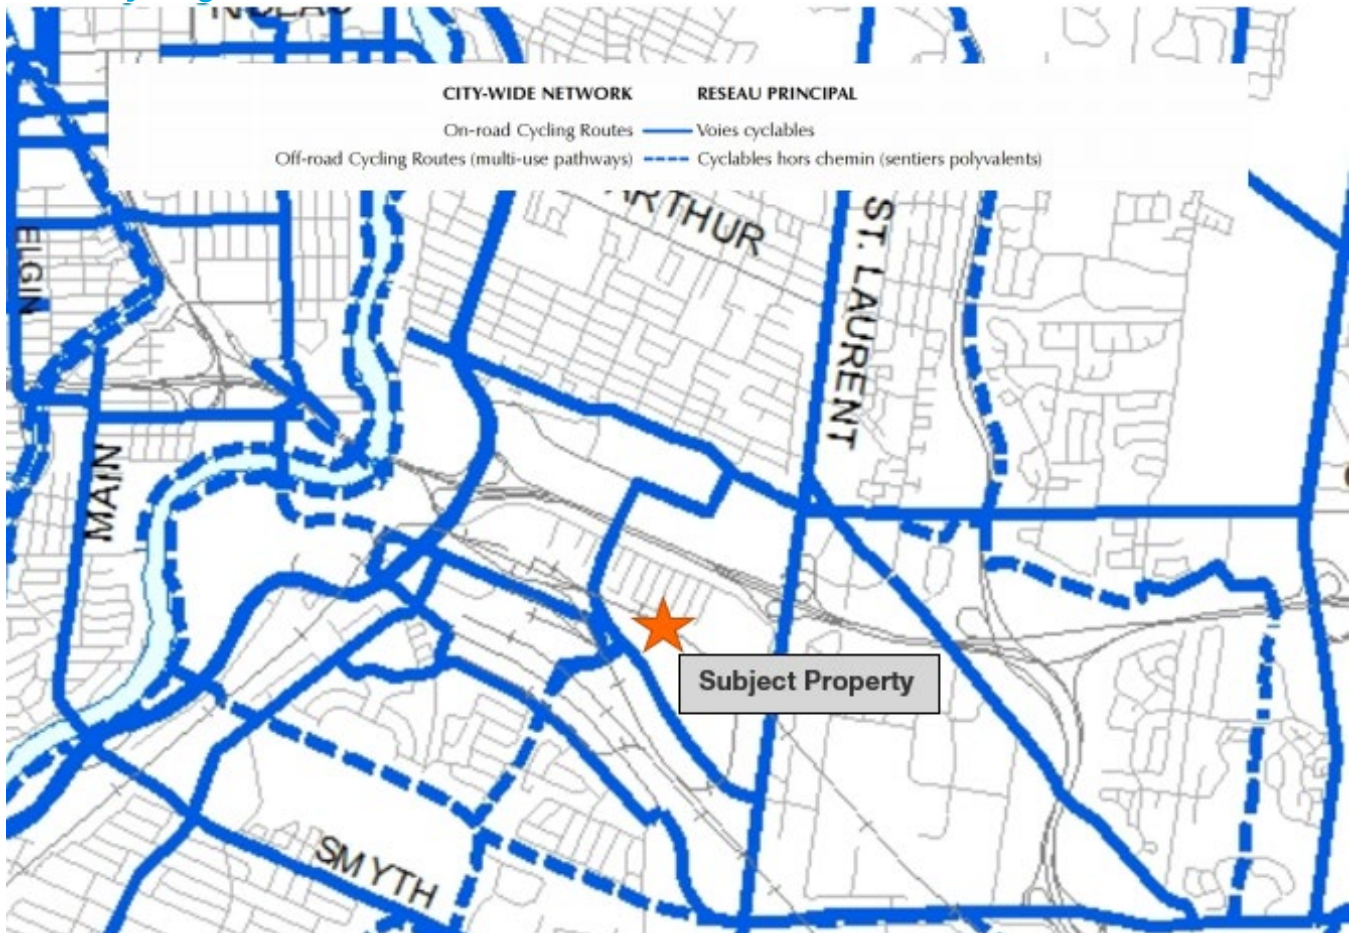 CITY-WIDE NETWORK RESEAU PRINCIPAL
On-road Cycling Routes Voies cyclables
Off-road Cycling Routes (multi-use pathways) Cyclables hors chemin (sentiers polyvalents)
ELGIN
ST. LAURENT
MAIN
Subject Property
SMYTH